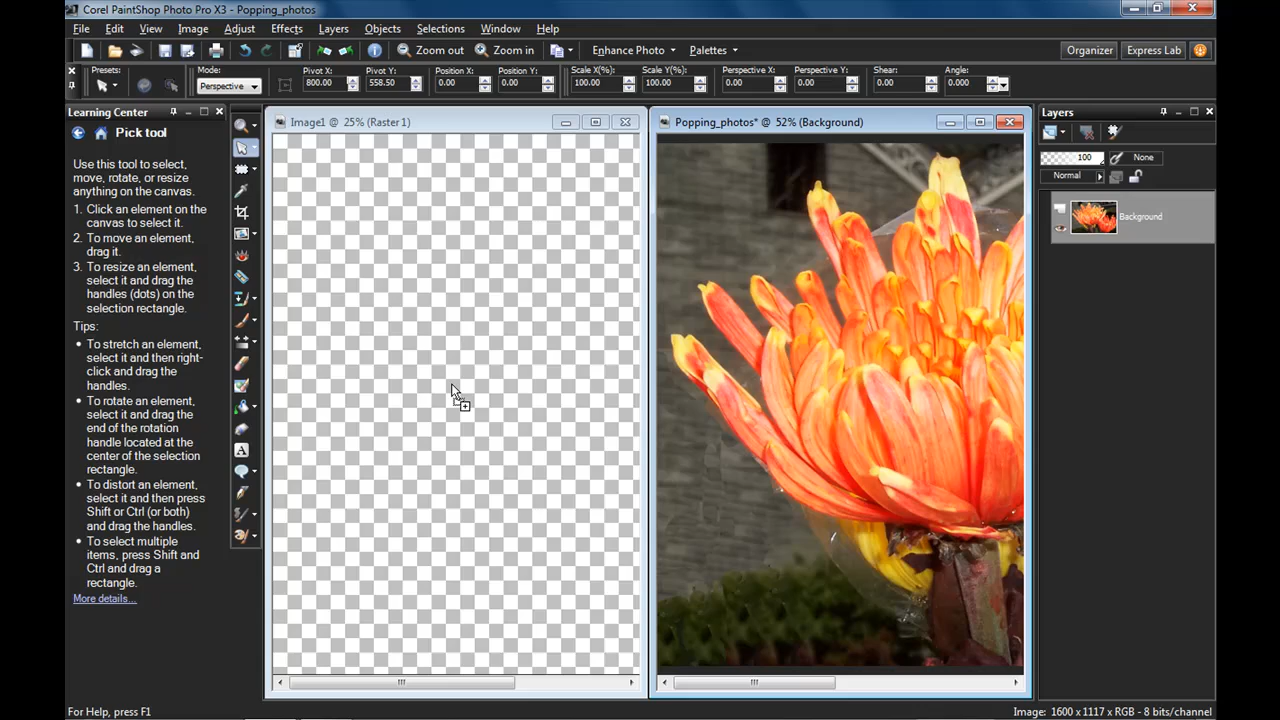 Corel PaintShop Photo Pro X3 - Popping_photos
File Edit View Image Adjust Effects Layers Objects Selections Window Help
Zoom out Zoom in Enhance Photo Palettes Organizer Express Lab
Presets: Mode: Pivot X: Pivot Y: Position X: Position Y: Scale X(%): Scale Y(%): Perspective X: Perspective Y: Shear: Angle:
Perspective 800.00 558.50 0.00 0.00 100.00 100.00 0.00 0.00 0.00 0.000
Learning Center
Pick tool
Use this tool to select,
move, rotate, or resize
anything on the canvas.
1. Click an element on the
canvas to select it.
2. To move an element,
drag it.
3. To resize an element,
select it and drag the
handles (dots) on the
selection rectangle.
Tips:
• To stretch an element,
select it and then right-
click and drag the
handles.
• To rotate an element,
select it and drag the
end of the rotation
handle located at the
center of the selection
rectangle.
• To distort an element,
select it and then press
Shift or Ctrl (or both)
and drag the handles.
• To select multiple
items, press Shift and
Ctrl and drag a
rectangle.
More details...
Image1 @ 25% (Raster1)
Popping_photos* @ 52% (Background)
Layers
100 None
Normal
Background
For Help, press F1
Image: 1600 x 1117 x RGB - 8 bits/channel